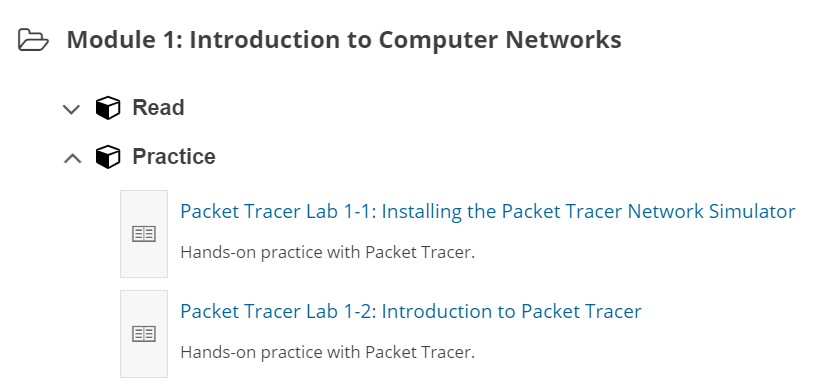 Module 1: Introduction to Computer Networks
Read
Practice
Packet Tracer Lab 1-1: Installing the Packet Tracer Network Simulator
Hands-on practice with Packet Tracer.
Packet Tracer Lab 1-2: Introduction to Packet Tracer
Hands-on practice with Packet Tracer.